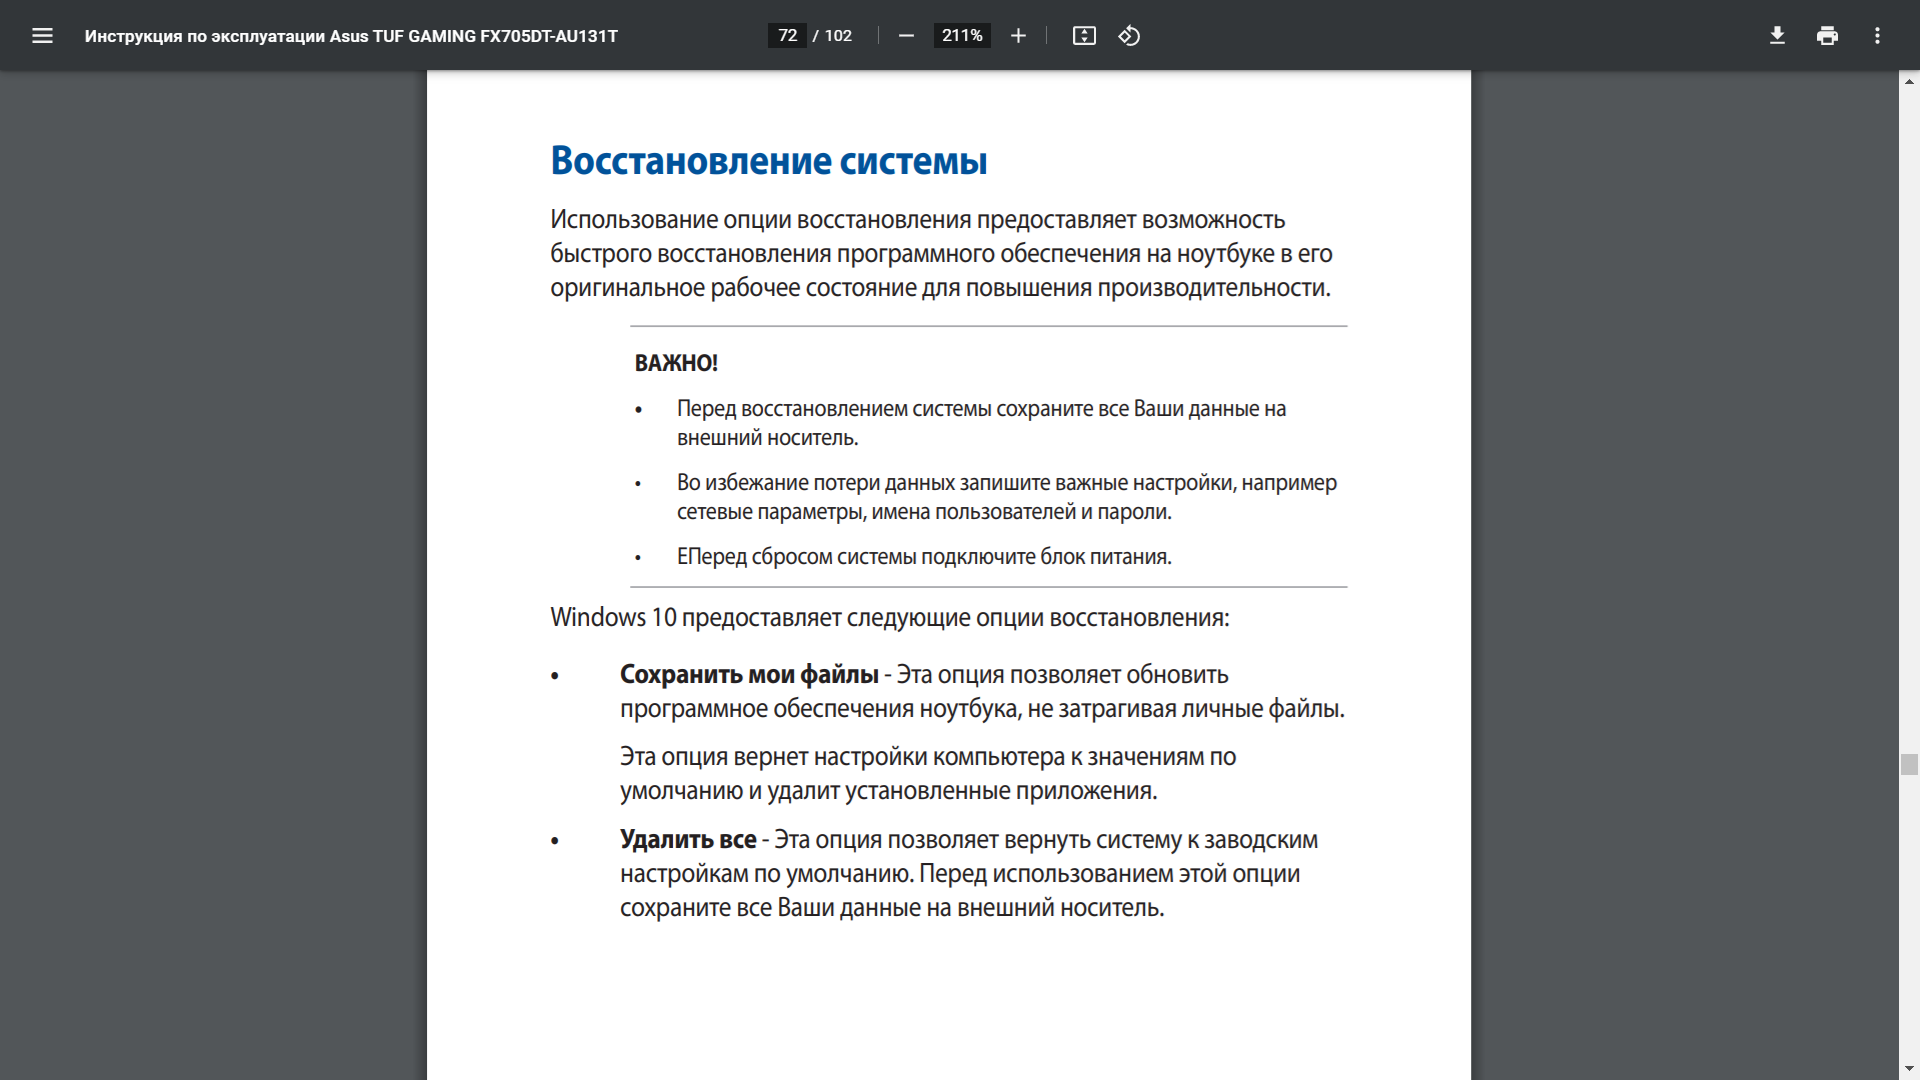 Инструкция по эксплуатации Asus TUF GAMING FX705DT-AU131T
72 / 102
211%
Восстановление системы
Использование опции восстановления предоставляет возможность
быстрого восстановления программного обеспечения на ноутбуке в его
оригинальное рабочее состояние для повышения производительности.
ВАЖНО!
• Перед восстановлением системы сохраните все Ваши данные на
внешний носитель.
• Во избежание потери данных запишите важные настройки, например
сетевые параметры, имена пользователей и пароли.
• ЕПеред сбросом системы подключите блок питания.
Windows 10 предоставляет следующие опции восстановления:
• Сохранить мои файлы - Эта опция позволяет обновить
программное обеспечения ноутбука, не затрагивая личные файлы.
Эта опция вернет настройки компьютера к значениям по
умолчанию и удалит установленные приложения.
• Удалить все - Эта опция позволяет вернуть систему к заводским
настройкам по умолчанию. Перед использованием этой опции
сохраните все Ваши данные на внешний носитель.